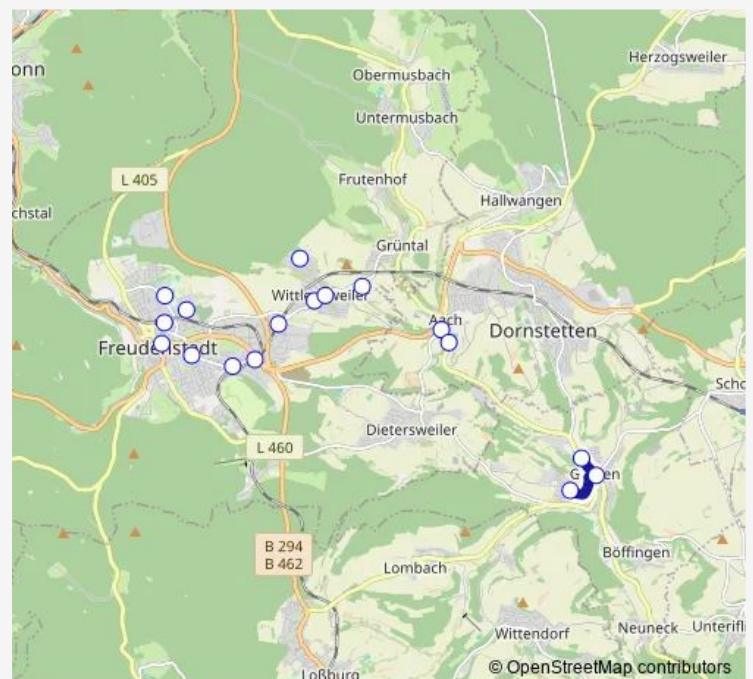 Herzogsweiler
onn
Obermusbach
Untermusbach
L 405
Frutenhof
Hallwangen
chstal
Grüntal
Aach
Dornstetten
Freudenstadt
Scho
Dietersweiler
L 460
B 294
B 462
Böffingen
Lombach
Wittendorf
Neuneck
Unterifl
Loßburg
© OpenStreetMap contributors